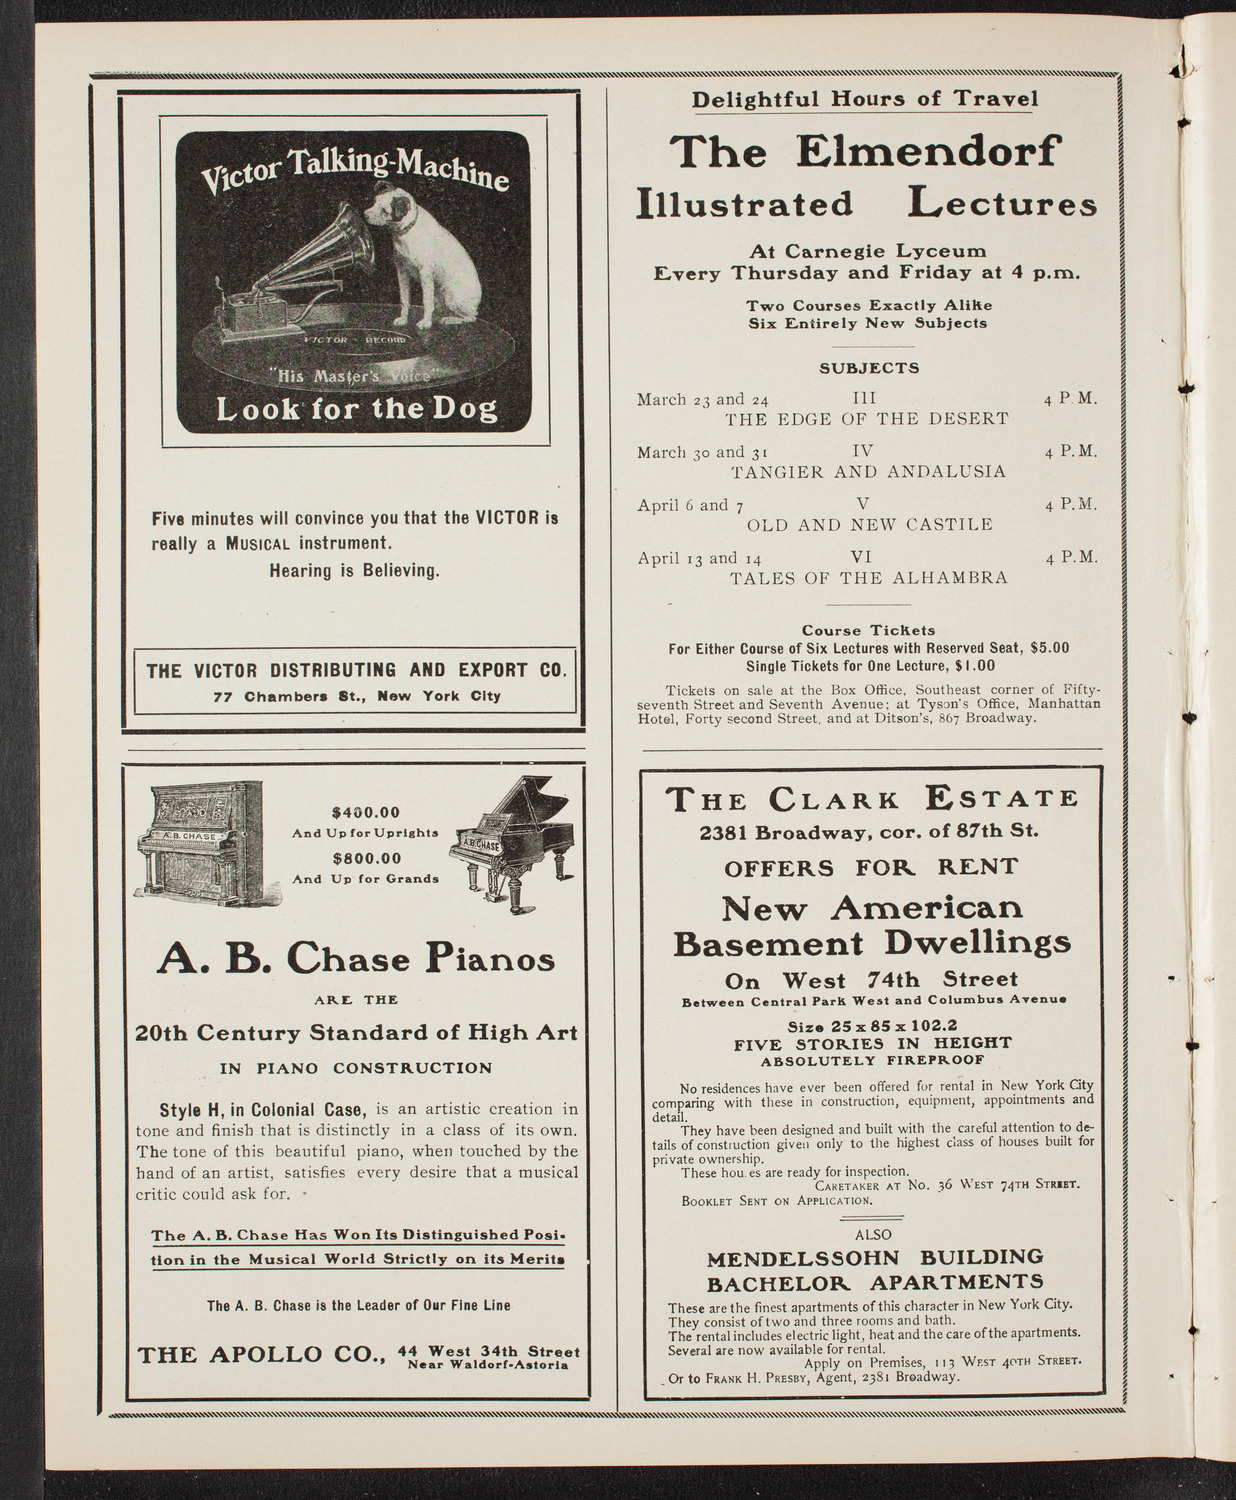 Victor Talking-Machine
VICTOR RECORD
"His Master's Voice"
Look for the Dog
Five minutes will convince you that the VICTOR is
really a MUSICAL instrument.
Hearing is Believing.
THE VICTOR DISTRIBUTING AND EXPORT CO.
77 Chambers St., New York City
A. B. CHASE
A.B.CHASE
$400.00
And Up for Uprights
$800.00
And Up for Grands
A. B. Chase Pianos
ARE THE
20th Century Standard of High Art
IN PIANO CONSTRUCTION
Style H, in Colonial Case, is an artistic creation in
tone and finish that is distinctly in a class of its own.
The tone of this beautiful piano, when touched by the
hand of an artist, satisfies every desire that a musical
critic could ask for.
The A. B. Chase Has Won Its Distinguished Posi-
tion in the Musical World Strictly on its Merits
The A. B. Chase is the Leader of Our Fine Line
THE APOLLO CO., 44 West 34th Street
Near Waldorf-Astoria
Delightful Hours of Travel
The Elmendorf
Illustrated Lectures
At Carnegie Lyceum
Every Thursday and Friday at 4 p.m.
Two Courses Exactly Alike
Six Entirely New Subjects
SUBJECTS
March 23 and 24 III 4 P. M.
THE EDGE OF THE DESERT
March 30 and 31 IV 4 P. M.
TANGIER AND ANDALUSIA
April 6 and 7 V 4 P. M.
OLD AND NEW CASTILE
April 13 and 14 VI 4 P. M.
TALES OF THE ALHAMBRA
Course Tickets
For Either Course of Six Lectures with Reserved Seat, $5.00
Single Tickets for One Lecture, $1.00
Tickets on sale at the Box Office, Southeast corner of Fifty-
seventh Street and Seventh Avenue; at Tyson's Office, Manhattan
Hotel, Forty second Street, and at Ditson's, 867 Broadway.
THE CLARK ESTATE
2381 Broadway, cor. of 87th St.
OFFERS FOR RENT
New American
Basement Dwellings
On West 74th Street
Between Central Park West and Columbus Avenue
Size 25 x 85 x 102.2
FIVE STORIES IN HEIGHT
ABSOLUTELY FIREPROOF
No residences have ever been offered for rental in New York City
comparing with these in construction, equipment, appointments and
detail.
They have been designed and built with the careful attention to de-
tails of construction given only to the highest class of houses built for
private ownership.
These hou es are ready for inspection.
CARETAKER AT NO. 36 WEST 74TH STREET.
BOOKLET SENT ON APPLICATION.
ALSO
MENDELSSOHN BUILDING
BACHELOR APARTMENTS
These are the finest apartments of this character in New York City.
They consist of two and three rooms and bath.
The rental includes electric light, heat and the care of the apartments.
Several are now available for rental.
Apply on Premises, 113 WEST 40TH STREET.
Or to FRANK H. PRESBY, Agent, 2381 Broadway.